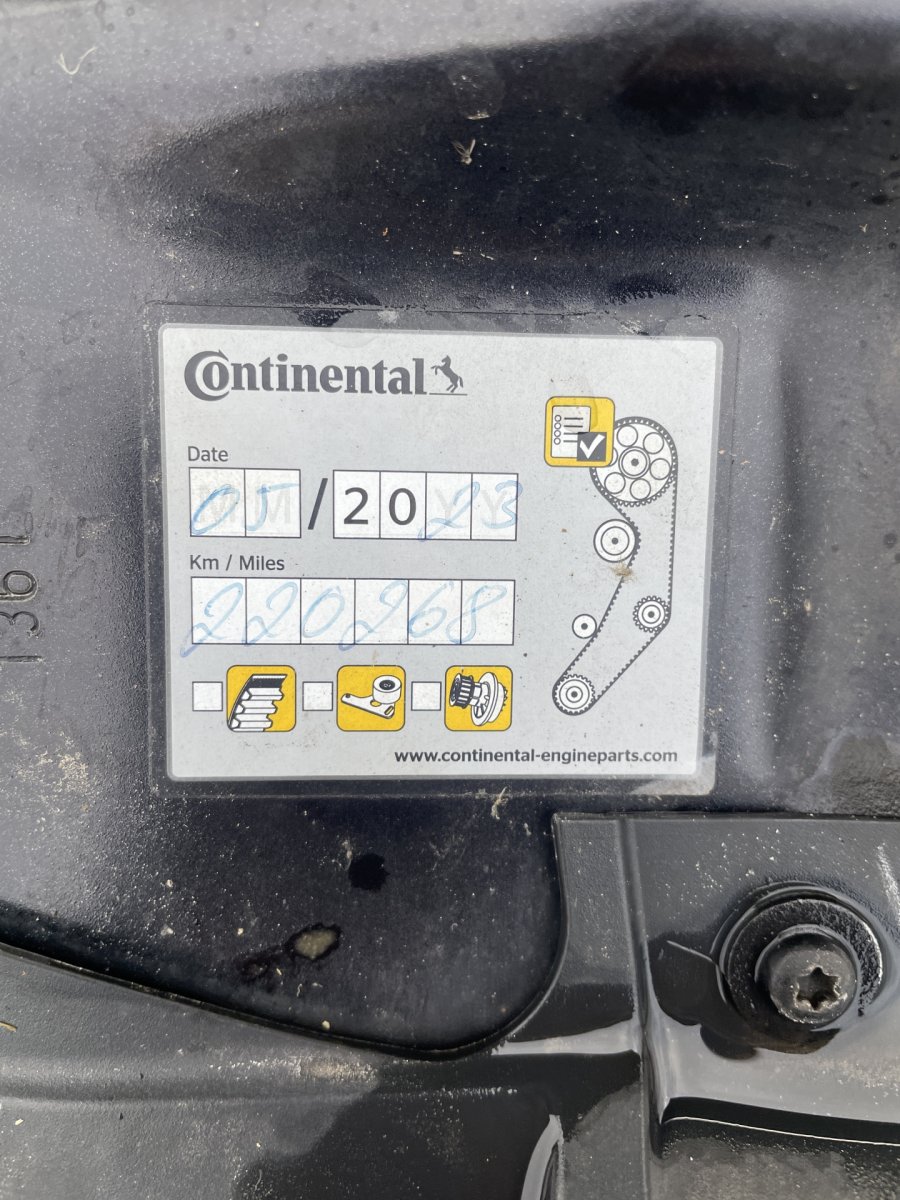 Continental
Date
05/2023
Km / Miles
220268
www.continental-engineparts.com